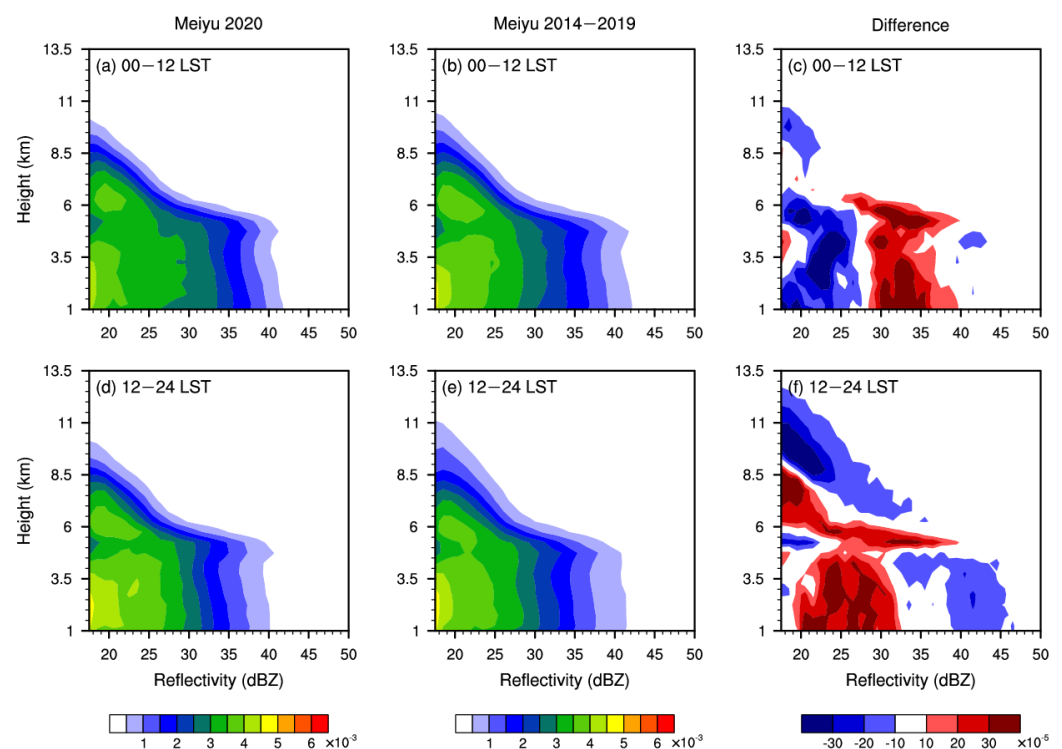 Meiyu 2020
Meiyu 2014−2019
Difference
(a) 00−12 LST
(b) 00−12 LST
(c) 00−12 LST
Height (km)
13.5
11
8.5
6
3.5
1
20 25 30 35 40 45 50
13.5
11
8.5
6
3.5
1
20 25 30 35 40 45 50
13.5
11
8.5
6
3.5
1
20 25 30 35 40 45 50
(d) 12−24 LST
(e) 12−24 LST
(f) 12−24 LST
Height (km)
13.5
11
8.5
6
3.5
1
20 25 30 35 40 45 50
13.5
11
8.5
6
3.5
1
20 25 30 35 40 45 50
13.5
11
8.5
6
3.5
1
20 25 30 35 40 45 50
Reflectivity (dBZ)
Reflectivity (dBZ)
Reflectivity (dBZ)
1 2 3 4 5 6 ×10⁻³
1 2 3 4 5 6 ×10⁻³
-30 -20 -10 10 20 30 ×10⁻⁵